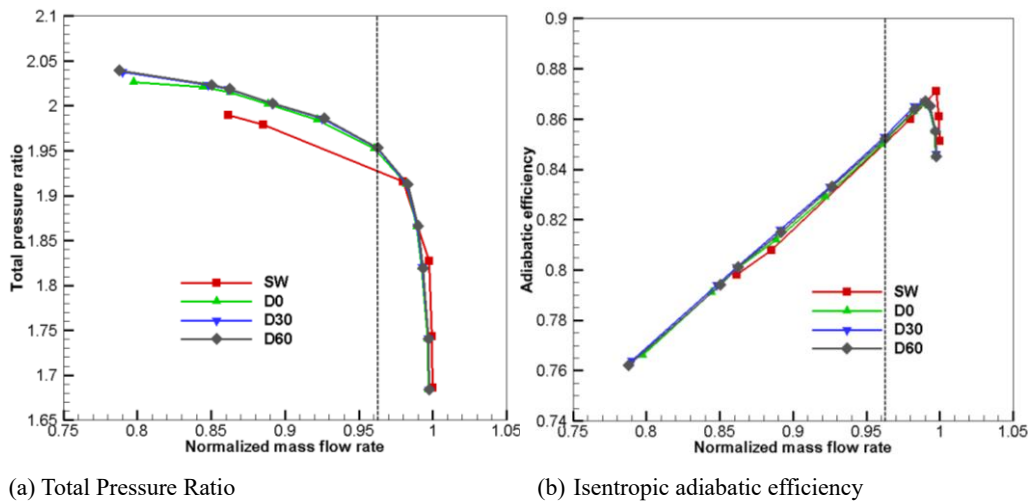 2.1
2.05
2
1.95
1.9
1.85
1.8
1.75
1.7
1.65
Total pressure ratio
SW
D0
D30
D60
0.75
0.8
0.85
0.9
0.95
1
1.05
Normalized mass flow rate
(a) Total Pressure Ratio
0.9
0.88
0.86
0.84
0.82
0.8
0.78
0.76
0.74
Adiabatic efficiency
SW
D0
D30
D60
0.75
0.8
0.85
0.9
0.95
1
1.05
Normalized mass flow rate
(b) Isentropic adiabatic efficiency